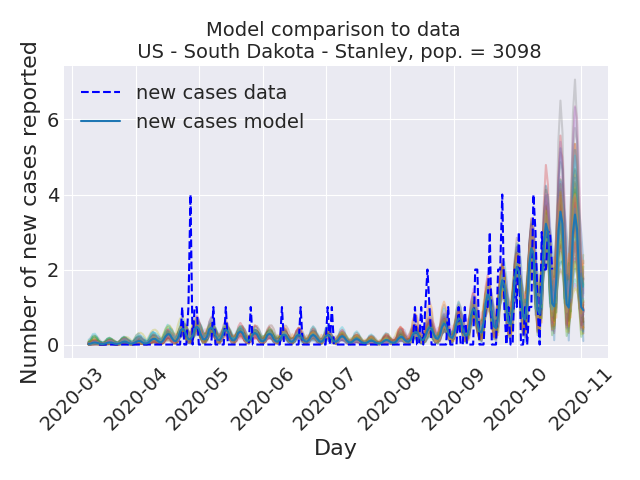 Model comparison to data
US - South Dakota - Stanley, pop. = 3098
Number of new cases reported
6
4
2
0
new cases data
new cases model
2020-03
2020-04
2020-05
2020-06
2020-07
2020-08
2020-09
2020-10
2020-11
Day